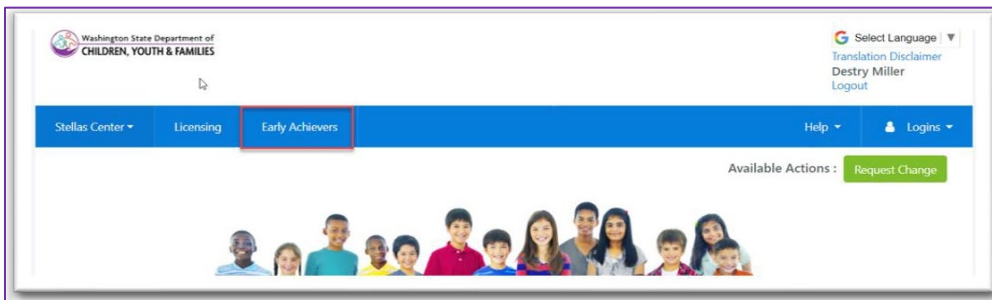 Washington State Department of
CHILDREN, YOUTH & FAMILIES
G Select Language ▼
Translation Disclaimer
Destry Miller
Logout
Stellas Center Licensing Early Achievers Help Logins
Available Actions : Request Change